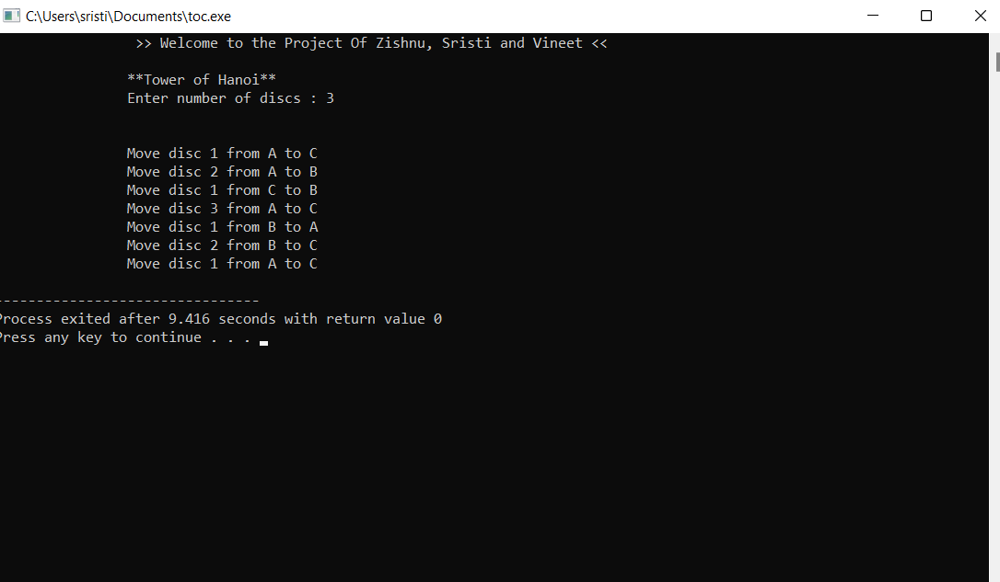 C:\Users\sristi\Documents\toc.exe
>> Welcome to the Project Of Zishnu, Sristi and Vineet <<
**Tower of Hanoi**
Enter number of discs : 3
Move disc 1 from A to C
Move disc 2 from A to B
Move disc 1 from C to B
Move disc 3 from A to C
Move disc 1 from B to A
Move disc 2 from B to C
Move disc 1 from A to C
--------------------------------
Process exited after 9.416 seconds with return value 0
Press any key to continue . . .